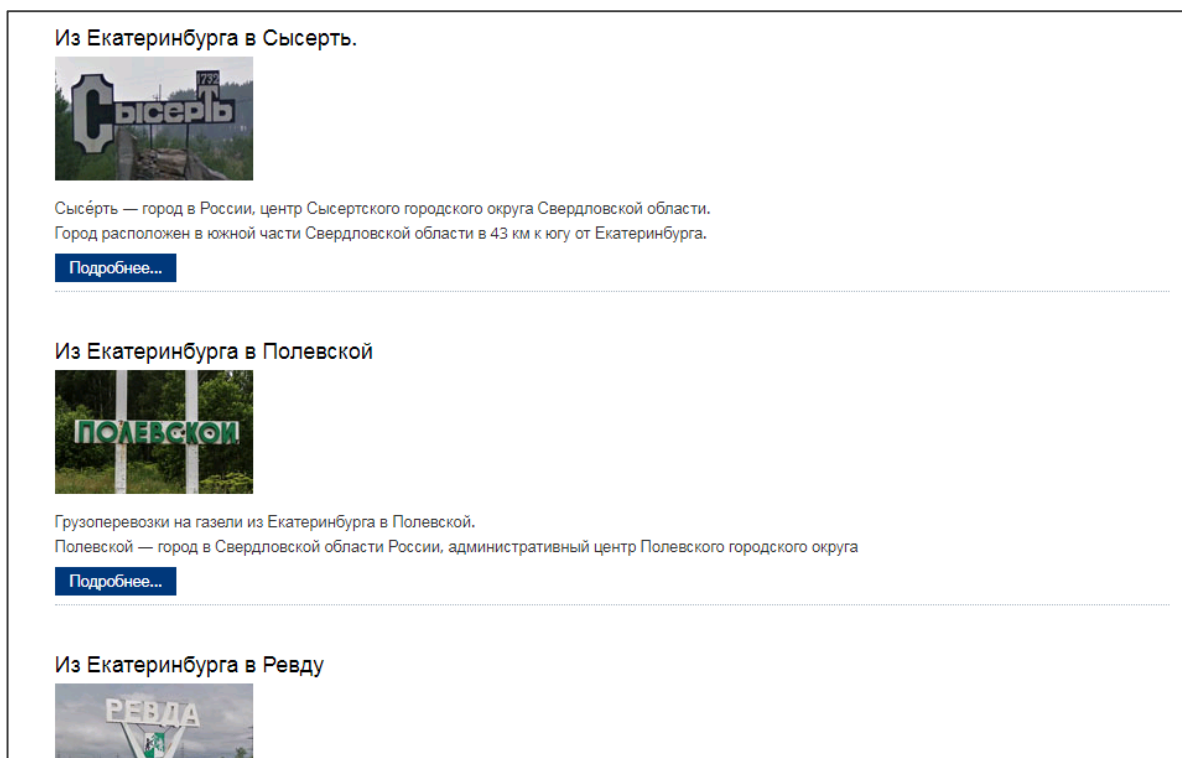 Из Екатеринбурга в Сысерть.
1732
Сысерть
Сысе́рть — город в России, центр Сысертского городского округа Свердловской области.
Город расположен в южной части Свердловской области в 43 км к югу от Екатеринбурга.
Подробнее...
Из Екатеринбурга в Полевской
ПОЛЕВСКОЙ
Грузоперевозки на газели из Екатеринбурга в Полевской.
Полевской — город в Свердловской области России, административный центр Полевского городского округа
Подробнее...
Из Екатеринбурга в Ревду
РЕВДА